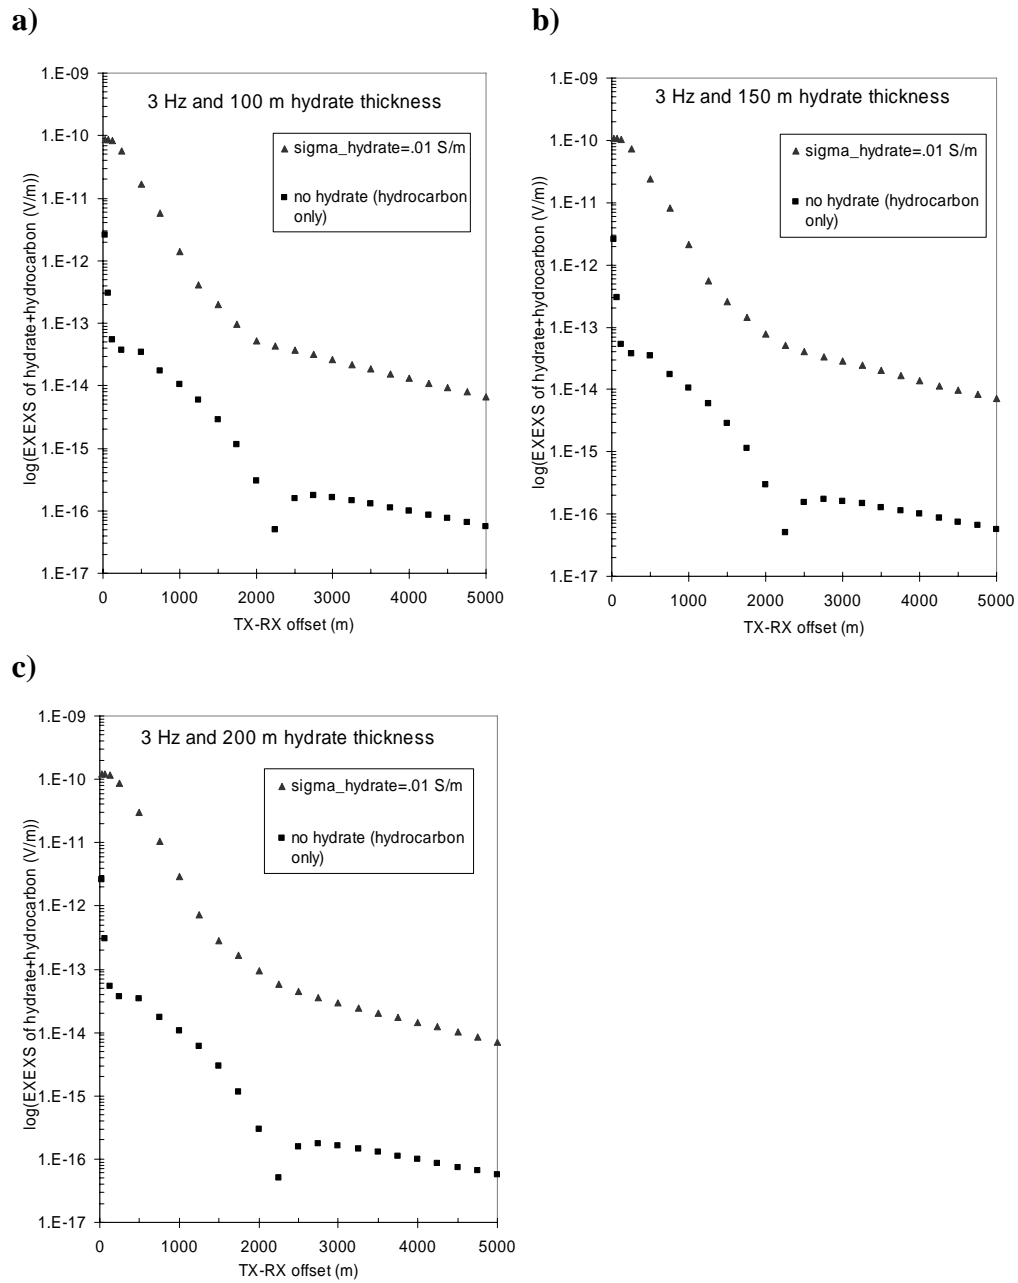 a)
3 Hz and 100 m hydrate thickness
sigma_hydrate=.01 S/m
no hydrate (hydrocarbon
only)
log(EXEXS of hydrate+hydrocarbon (V/m))
1.E-09
1.E-10
1.E-11
1.E-12
1.E-13
1.E-14
1.E-15
1.E-16
1.E-17
0 1000 2000 3000 4000 5000
TX-RX offset (m)
b)
3 Hz and 150 m hydrate thickness
sigma_hydrate=.01 S/m
no hydrate (hydrocarbon
only)
log(EXEXS of hydrate+hydrocarbon (V/m))
1.E-09
1.E-10
1.E-11
1.E-12
1.E-13
1.E-14
1.E-15
1.E-16
1.E-17
0 1000 2000 3000 4000 5000
TX-RX offset (m)
c)
3 Hz and 200 m hydrate thickness
sigma_hydrate=.01 S/m
no hydrate (hydrocarbon
only)
log(EXEXS of hydrate+hydrocarbon (V/m))
1.E-09
1.E-10
1.E-11
1.E-12
1.E-13
1.E-14
1.E-15
1.E-16
1.E-17
0 1000 2000 3000 4000 5000
TX-RX offset (m)